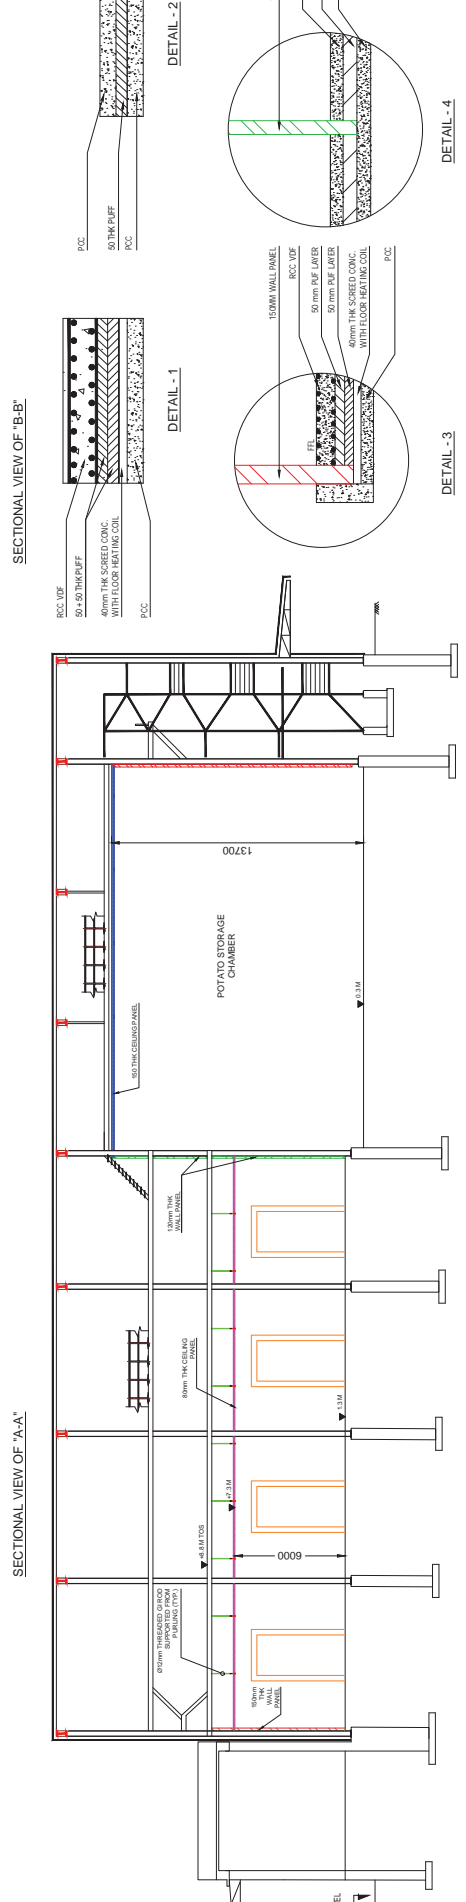 SECTIONAL VIEW OF "A-A"
SECTIONAL VIEW OF "B-B"
Ø12mm THREADED GI ROD
SUPPORTED FROM
PURLING (TYP.)
+8.8 M TOS
+7.3 M
150mm
THK
WALL
PANEL
6000
80mm THK CEILING
PANEL
1.3 M
120mm THK
WALL PANEL
150 THK CEILING PANEL
POTATO STORAGE
CHAMBER
13700
0.3 M
RCC VDF
50 + 50 THK PUFF
40mm THK SCREED CONC.
WITH FLOOR HEATING COIL
PCC
DETAIL - 1
PCC
50 THK PUFF
PCC
DETAIL - 2
150MM WALL PANEL
RCC VDF
50 mm PUF LAYER
50 mm PUF LAYER
40mm THK SCREED CONC.
WITH FLOOR HEATING COIL
PCC
FFL
DETAIL - 3
DETAIL - 4